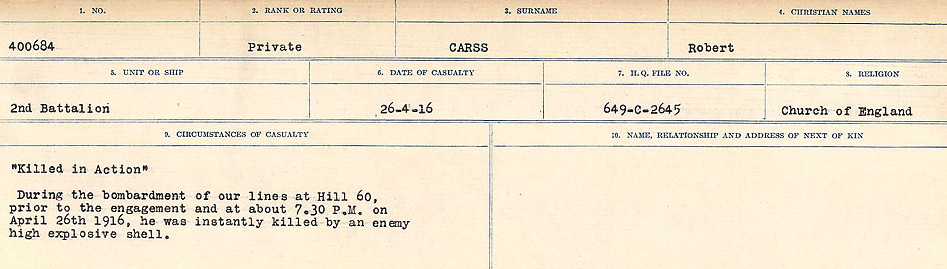 1. NO. 2. RANK OR RATING 3. SURNAME 4. CHRISTIAN NAMES
400684 Private CARSS Robert
5. UNIT OR SHIP 6. DATE OF CASUALTY 7. H. Q. FILE NO. 8. RELIGION
2nd Battalion 26-4-16 649-C-2645 Church of England
9. CIRCUMSTANCES OF CASUALTY 10. NAME, RELATIONSHIP AND ADDRESS OF NEXT OF KIN
"Killed in Action"
During the bombardment of our lines at Hill 60,
prior to the engagement and at about 7.30 P.M. on
April 26th 1916, he was instantly killed by an enemy
high explosive shell.